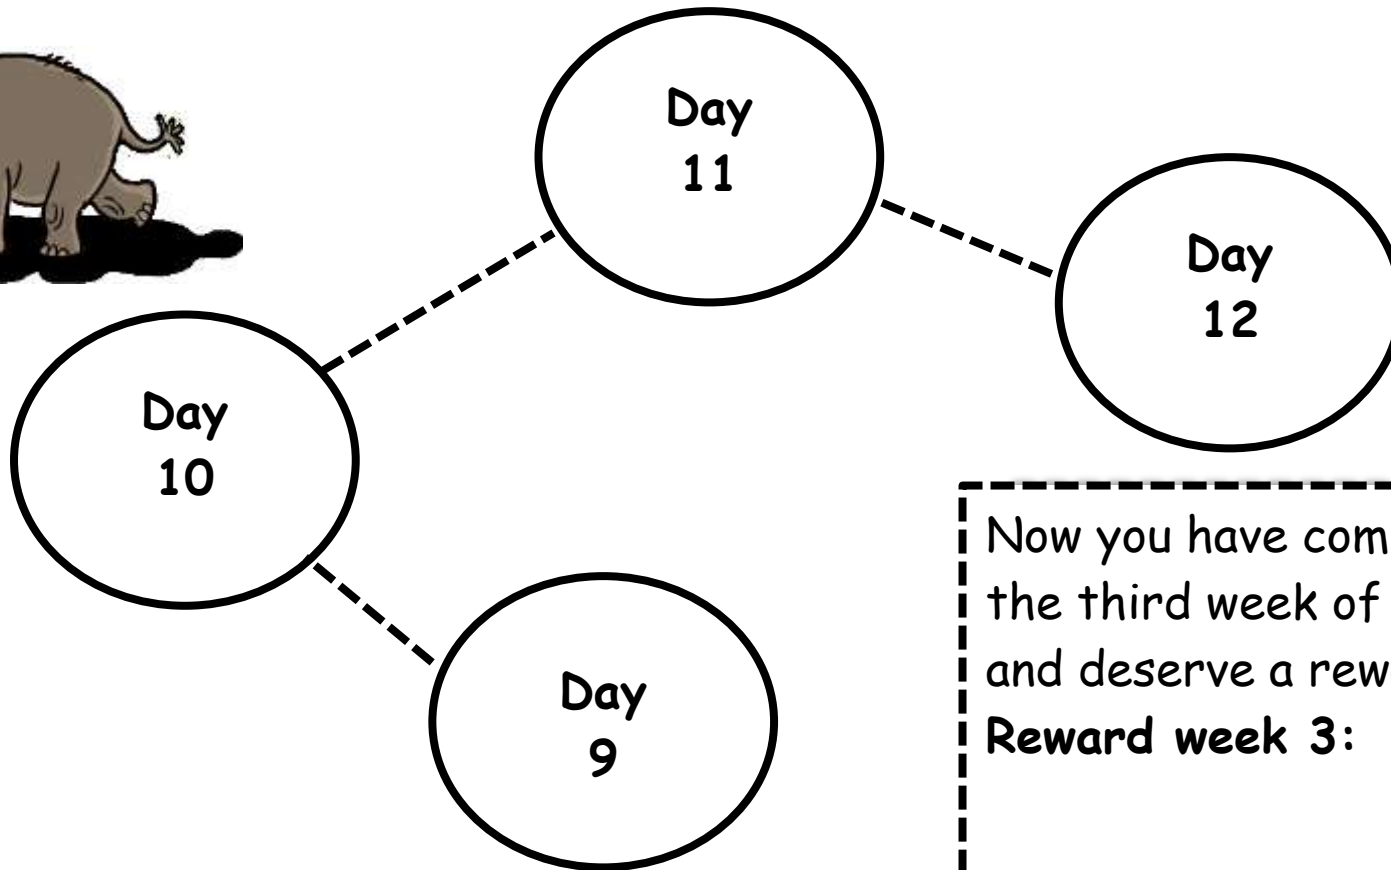 Day
11
Day
12
Day
10
Day
9
Now you have com
the third week of
and deserve a rew
Reward week 3: